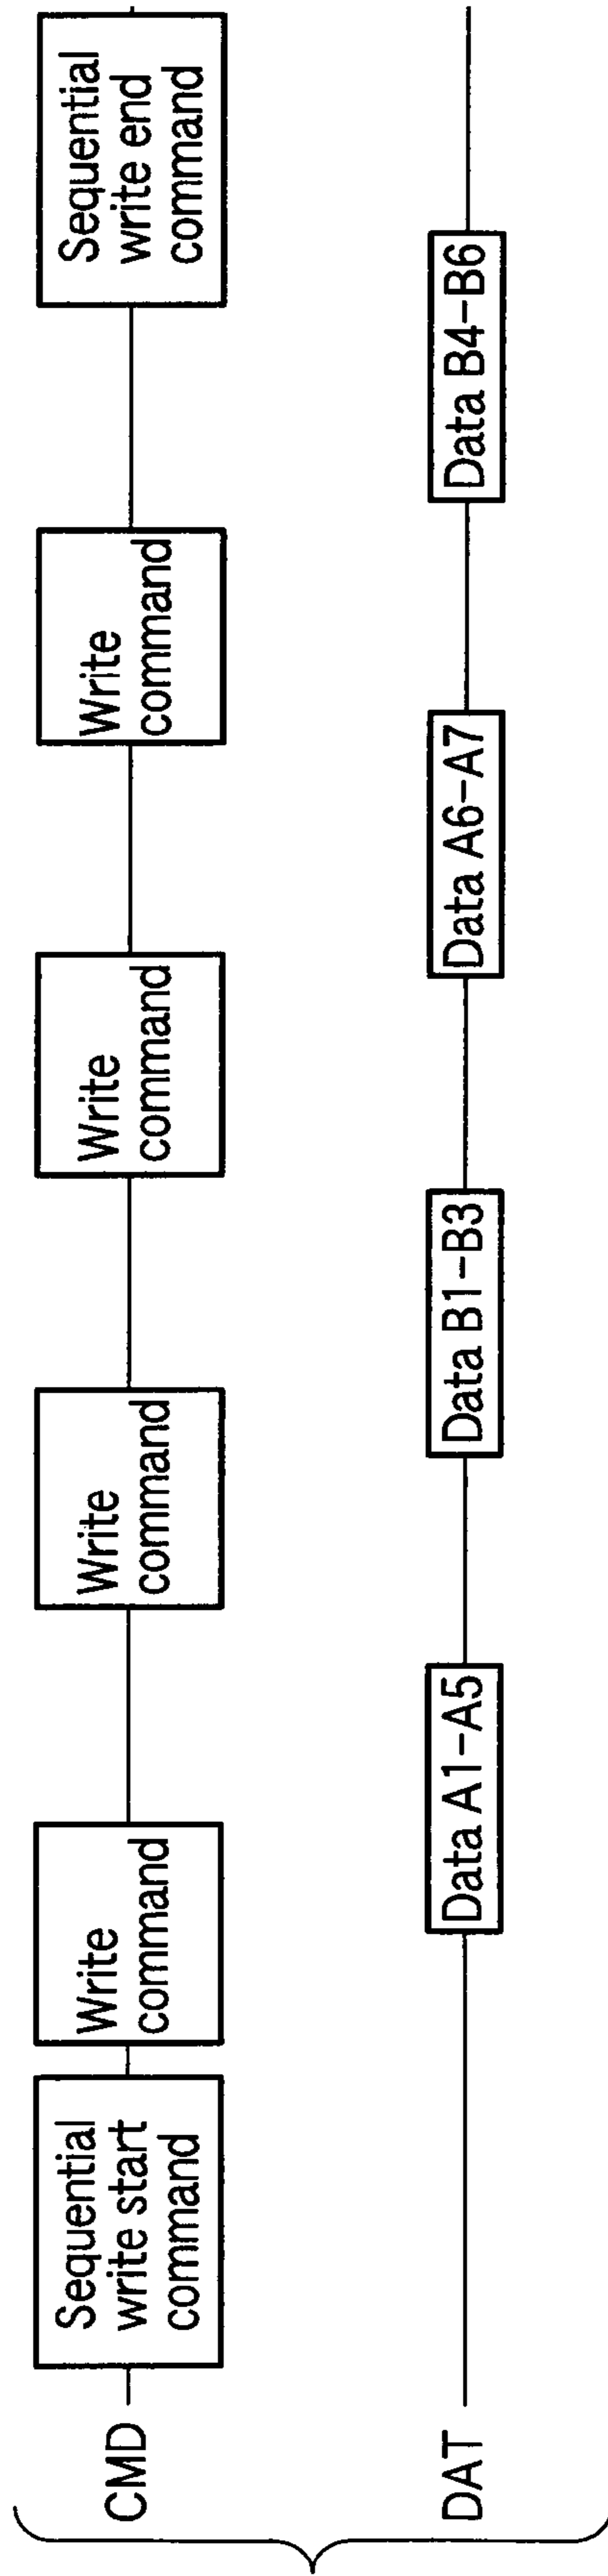 CMD
Sequential
write start
command
Write
command
Write
command
Write
command
Write
command
Sequential
write end
command
DAT
Data A1-A5
Data B1-B3
Data A6-A7
Data B4-B6